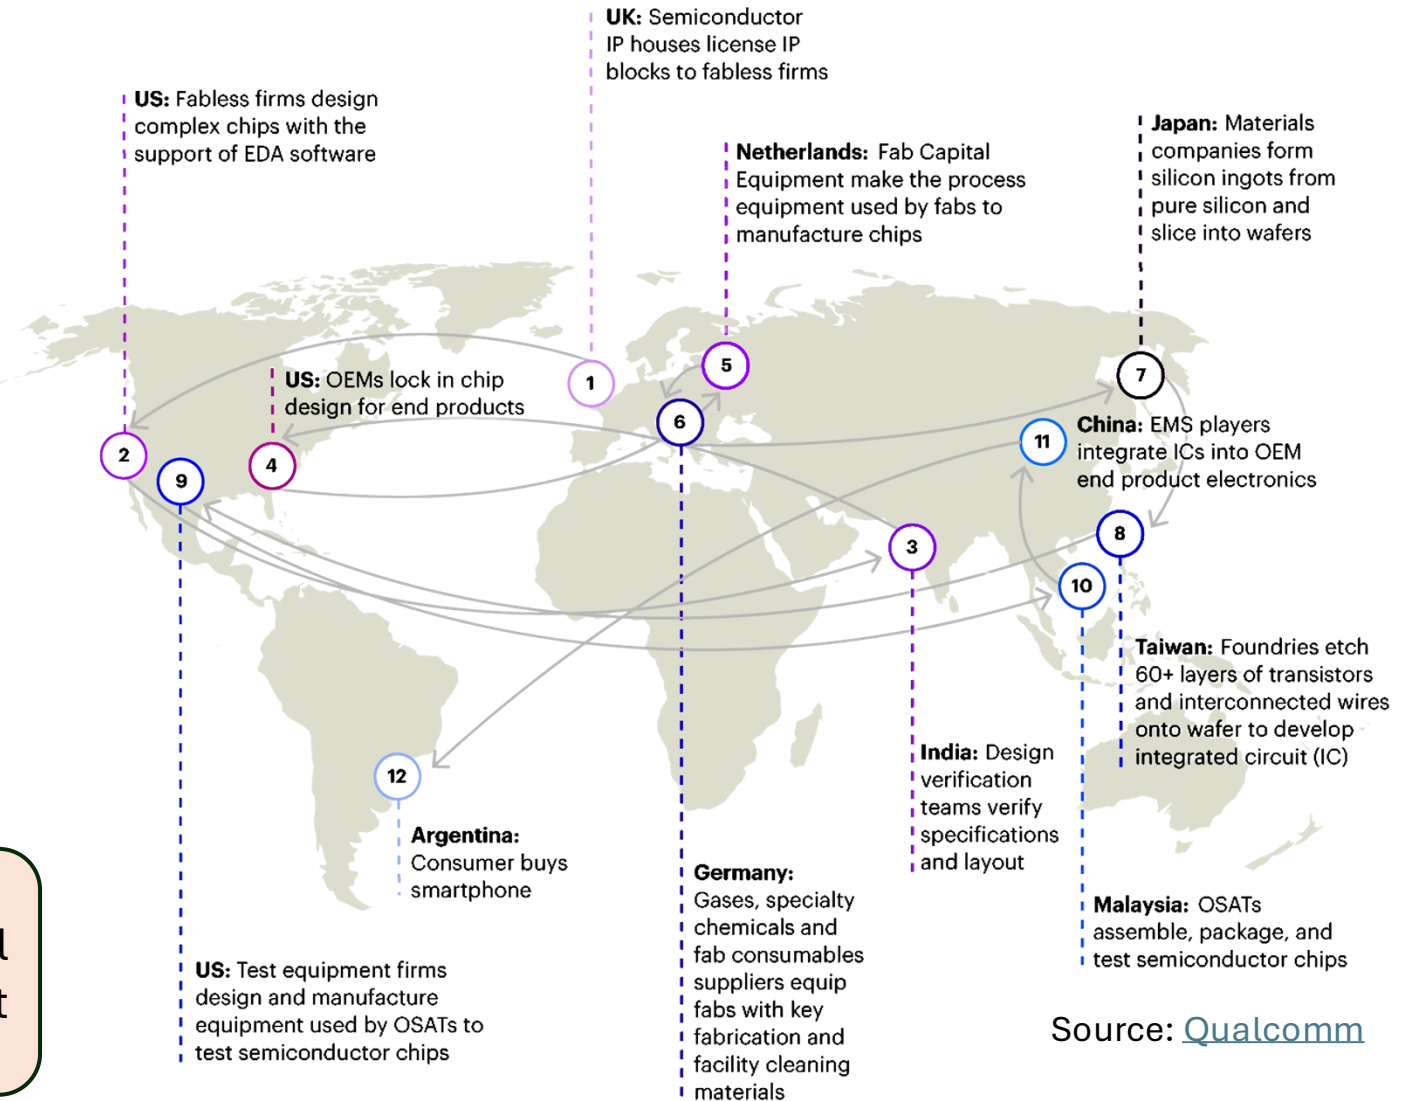 UK: Semiconductor
IP houses license IP
blocks to fabless firms
US: Fabless firms design
complex chips with the
support of EDA software
Netherlands: Fab Capital
Equipment make the process
equipment used by fabs to
manufacture chips
Japan: Materials
companies form
silicon ingots from
pure silicon and
slice into wafers
US: OEMs lock in chip
design for end products
1
5
7
6
2
9
4
11
China: EMS players
integrate ICs into OEM
end product electronics
3
8
10
Taiwan: Foundries etch
60+ layers of transistors
and interconnected wires
onto wafer to develop
integrated circuit (IC)
India: Design
verification
teams verify
specifications
and layout
12
Argentina:
Consumer buys
smartphone
Germany:
Gases, specialty
chemicals and
fab consumables
suppliers equip
fabs with key
fabrication and
facility cleaning
materials
Malaysia: OSATs
assemble, package, and
test semiconductor chips
US: Test equipment firms
design and manufacture
equipment used by OSATs to
test semiconductor chips
Source: Qualcomm